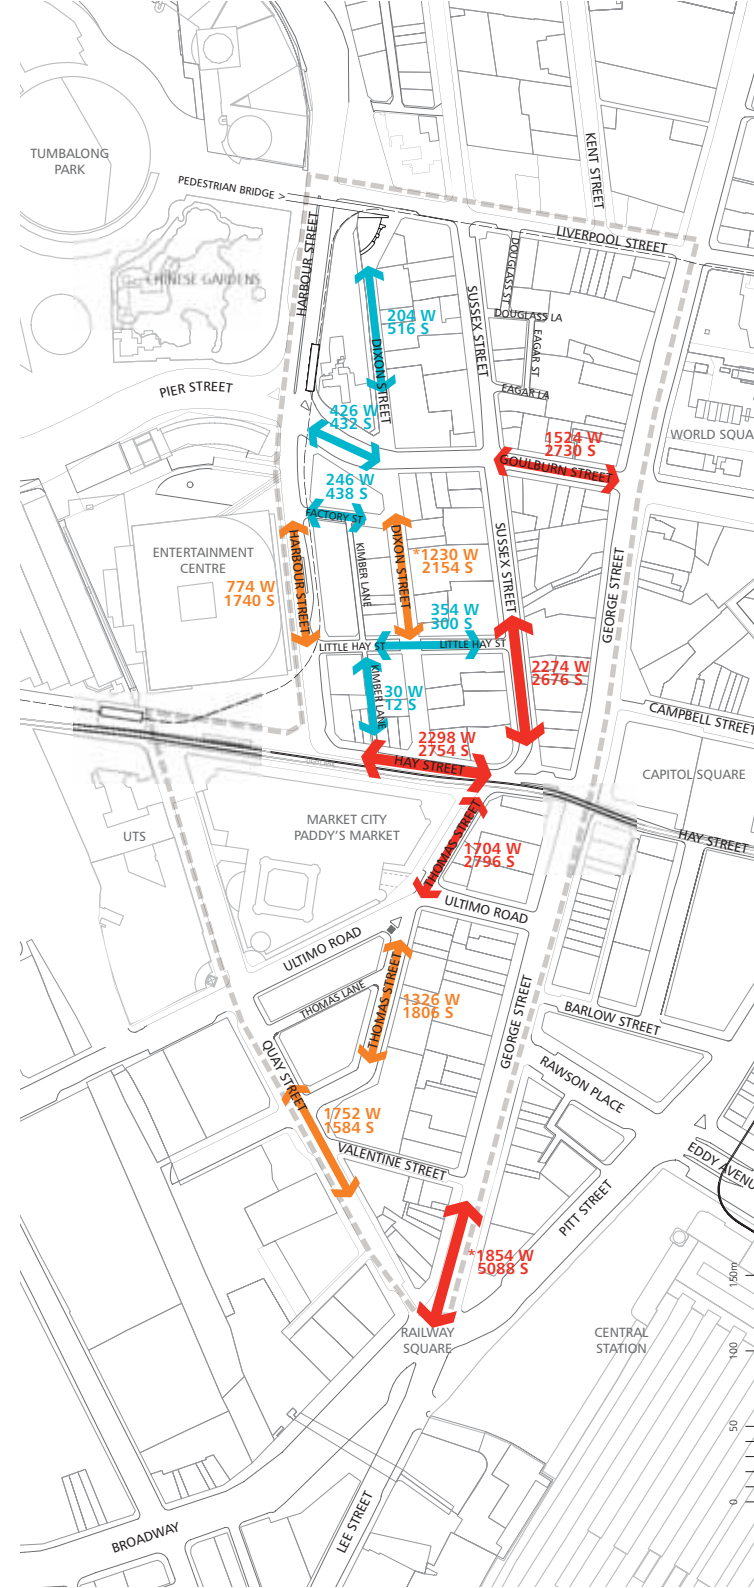 TUMBALONG
PARK
KENT STREET
PEDESTRIAN BRIDGE >
LIVERPOOL STREET
HARBOUR STREET
DOUGLASS ST
CHINESE GARDENS
SUSSEX STREET
204 W
516 S
DIXON STREET
DOUGLASS LA
EAGAR ST
PIER STREET
EAGAR LA
426 W
432 S
1524 W
2730 S
WORLD SQUA
GOULBURN STREET
246 W
438 S
FACTORY ST
ENTERTAINMENT
CENTRE
HARBOUR STREET
KIMBER LANE
DIXON STREET
*1230 W
2154 S
SUSSEX STREET
GEORGE STREET
774 W
1740 S
354 W
300 S
LITTLE HAY ST
LITTLE HAY ST
2274 W
2676 S
KIMBER LANE
30 W
12 S
CAMPBELL STREET
2298 W
2754 S
HAY STREET
CAPITOL SQUARE
MARKET CITY
PADDY'S MARKET
UTS
THOMAS STREET
1704 W
2796 S
HAY STREET
ULTIMO ROAD
ULTIMO ROAD
THOMAS LANE
THOMAS STREET
1326 W
1806 S
GEORGE STREET
BARLOW STREET
QUAY STREET
RAWSON PLACE
1752 W
1584 S
VALENTINE STREET
EDDY AVENU
PITT STREET
*1854 W
5088 S
150m
RAILWAY
SQUARE
CENTRAL
STATION
100
50
0
BROADWAY
LEE STREET